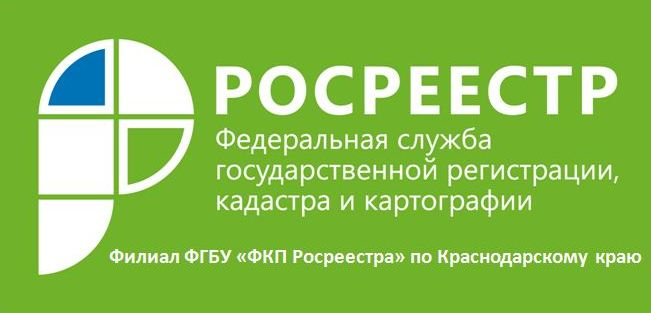 РОСРЕЕСТР
Федеральная служба
государственной регистрации,
кадастра и картографии
Филиал ФГБУ «ФКП Росреестра» по Краснодарскому краю